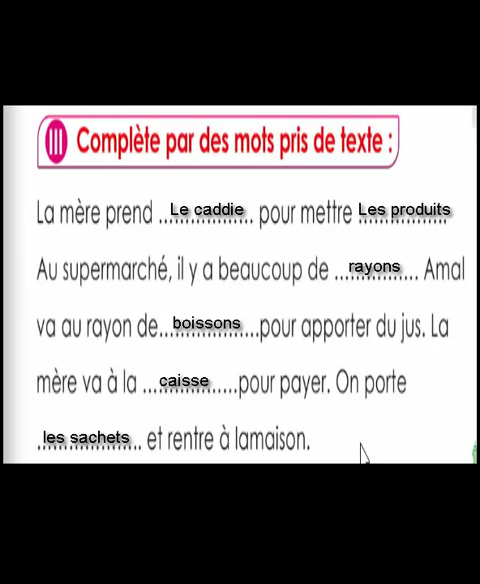 III Complète par des mots pris de texte :
La mère prend ...Le caddie... pour mettre Les produits
Au supermarché, il y a beaucoup de ...rayons... Amal
va au rayon de...boissons...pour apporter du jus. La
mère va à la ...caisse...pour payer. On porte
les sachets... et rentre à lamaison.